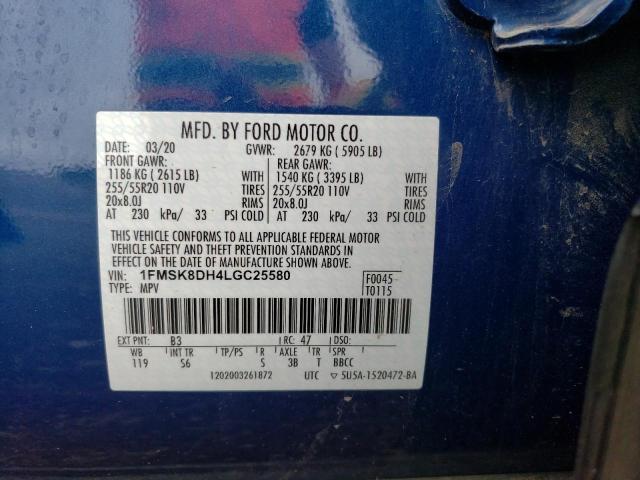 MFD. BY FORD MOTOR CO.
DATE: 03/20 GVWR: 2679 KG ( 5905 LB)
FRONT GAWR: REAR GAWR:
1186 KG ( 2615 LB) WITH 1540 KG ( 3395 LB) WITH
255/55R20 110V TIRES 255/55R20 110V TIRES
20x8.0J RIMS 20x8.0J RIMS
AT 230 kPa/ 33 PSI COLD AT 230 kPa/ 33 PSI COLD
THIS VEHICLE CONFORMS TO ALL APPLICABLE FEDERAL MOTOR
VEHICLE SAFETY AND THEFT PREVENTION STANDARDS IN
EFFECT ON THE DATE OF MANUFACTURE SHOWN ABOVE.
VIN: 1FMSK8DH4LGC25580 F0045
TYPE: MPV T0115
EXT PNT: B3 RC: 47 DSO:
WB INT TR TP/PS R AXLE TR SPR
119 S6 S 3B T BBCC
1202003261872 UTC ▽ 5U5A-1520472-BA